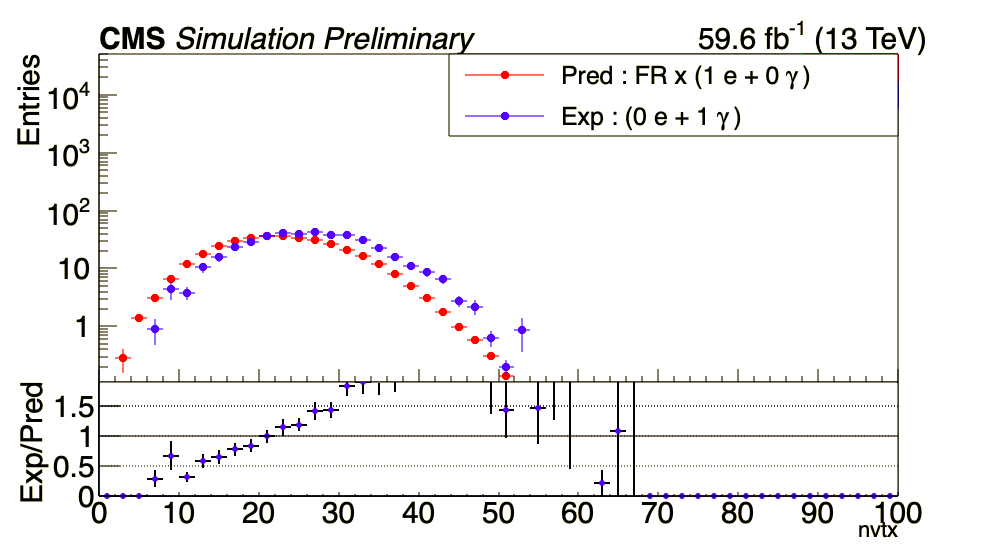 CMS Simulation Preliminary 59.6 fb⁻¹ (13 TeV)
Entries
Pred : FR x (1 e + 0 γ )
Exp : (0 e + 1 γ )
10⁴
10³
10²
10
1
Exp/Pred
1.5
1
0.5
0
0 10 20 30 40 50 60 70 80 90 100
nvtx